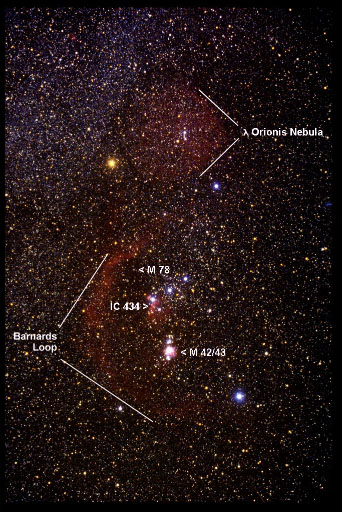 λ Orionis Nebula
< M 78
IC 434 >
Barnards
Loop
< M 42/43